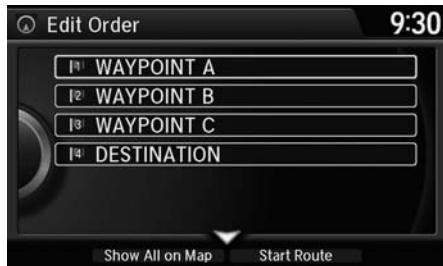 Edit Order 9:30
1 WAYPOINT A
2 WAYPOINT B
3 WAYPOINT C
4 DESTINATION
Show All on Map Start Route